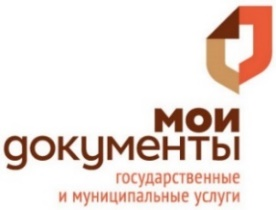 мои
документы
государственные
и муниципальные услуги